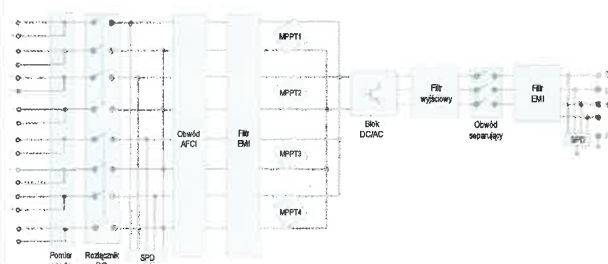 MPPT1
MPPT2
MPPT3
MPPT4
Obwód
AFCI
Filtr
EMI
Blok
DC/AC
Filtr
wyjściowy
Obwód
separujący
Filtr
EMI
SPD
Pomiar
Rozłącznik
DC
SPD